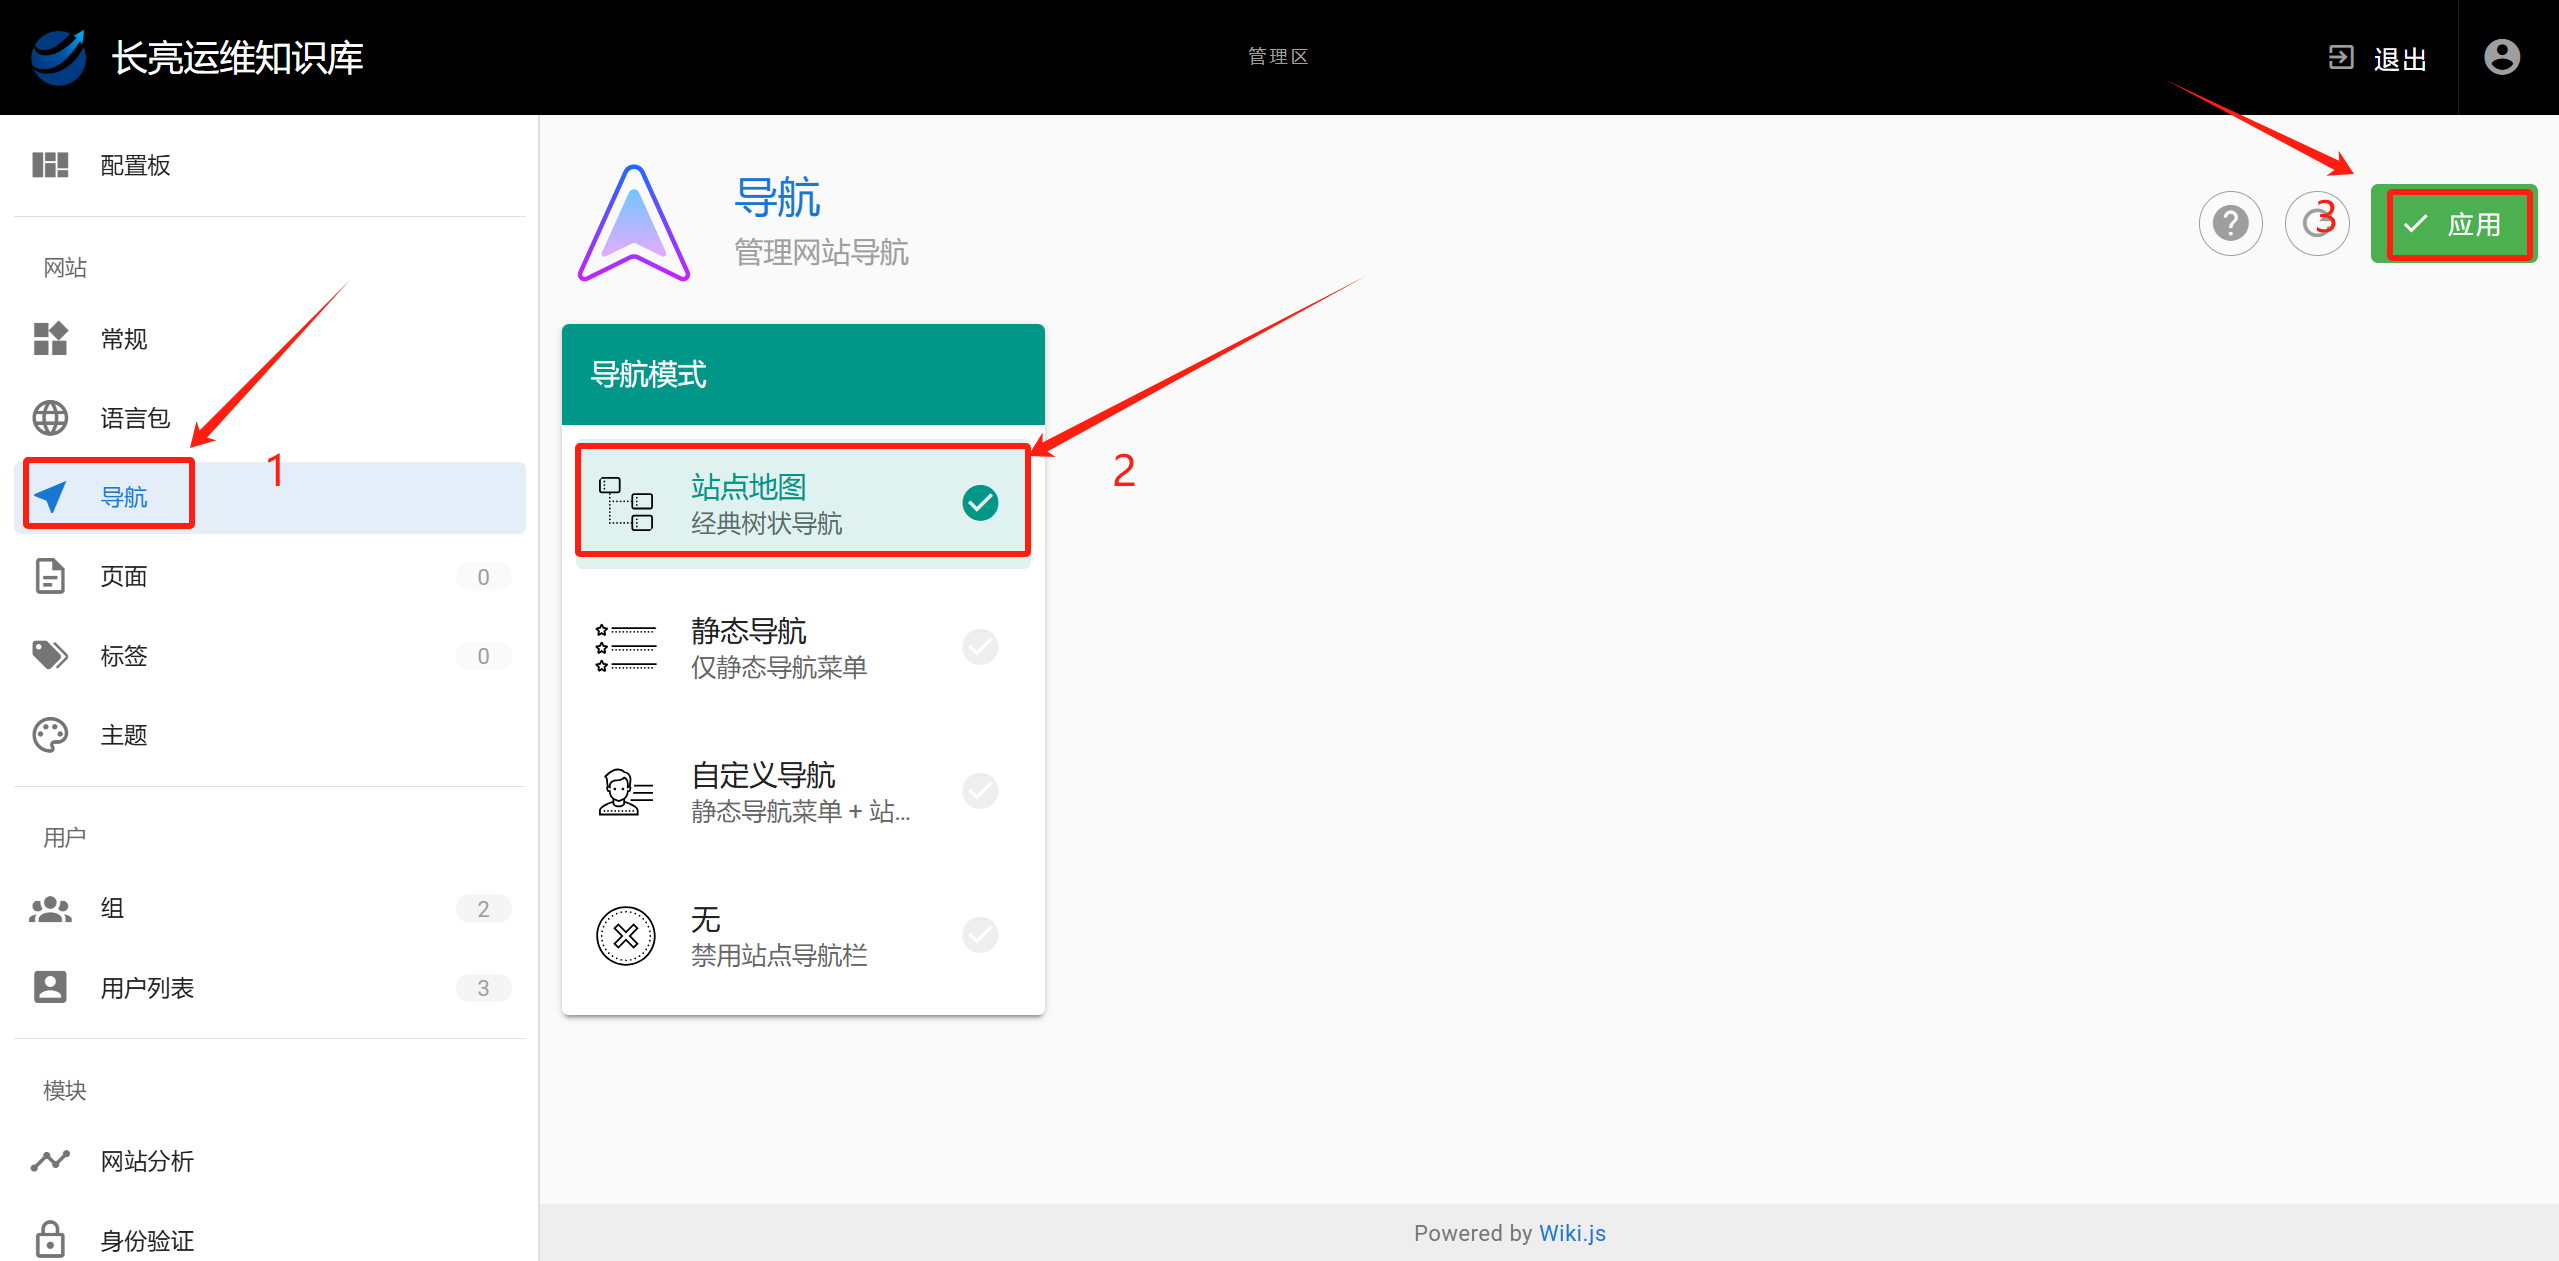 长亮运维知识库
管理区
退出
配置板
网站
常规
语言包
导航
1
页面
0
标签
0
主题
用户
组
2
用户列表
3
模块
网站分析
身份验证
导航
管理网站导航
3
应用
导航模式
站点地图
经典树状导航
2
静态导航
仅静态导航菜单
自定义导航
静态导航菜单 + 站...
无
禁用站点导航栏
Powered by Wiki.js